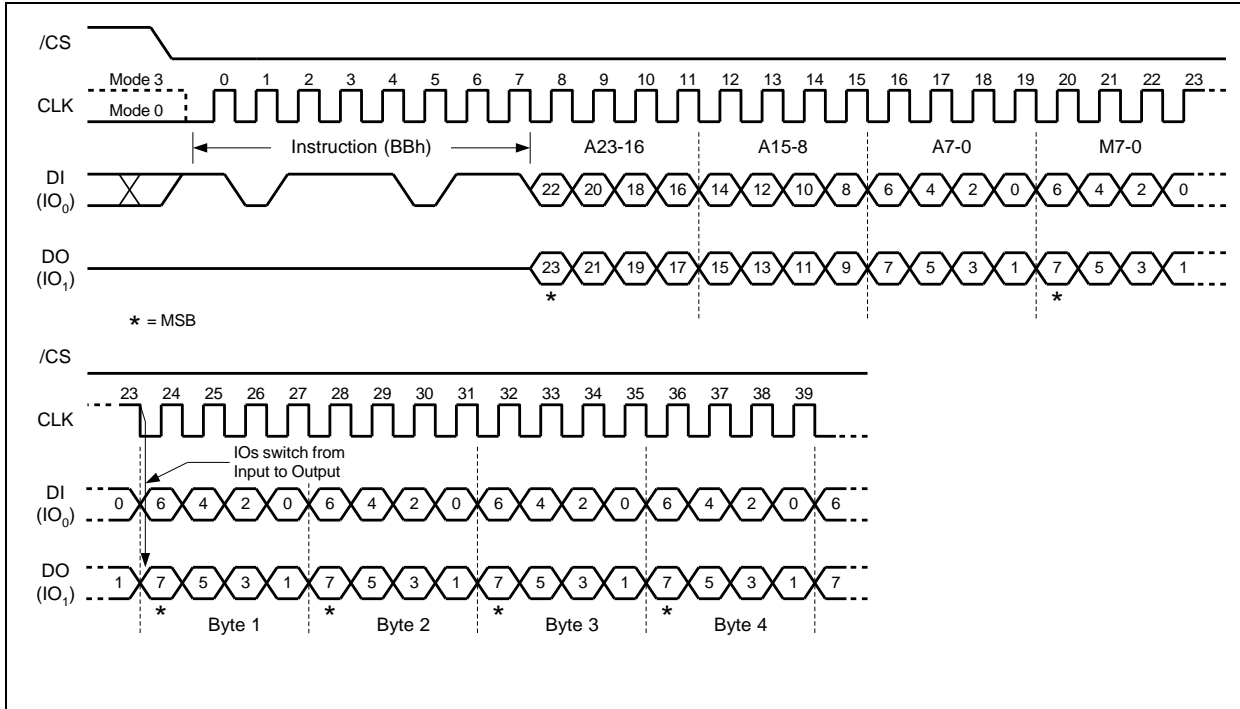 /CS
Mode 3
0 1 2 3 4 5 6 7 8 9 10 11 12 13 14 15 16 17 18 19 20 21 22 23
CLK
Mode 0
Instruction (BBh) A23-16 A15-8 A7-0 M7-0
DI
(IO0)
22 20 18 16 14 12 10 8 6 4 2 0 6 4 2 0
DO
(IO1)
23 21 19 17 15 13 11 9 7 5 3 1 7 5 3 1
* *
* = MSB
/CS
23 24 25 26 27 28 29 30 31 32 33 34 35 36 37 38 39
CLK
IOs switch from
Input to Output
DI
(IO0)
0 6 4 2 0 6 4 2 0 6 4 2 0 6 4 2 0 6
DO
(IO1)
1 7 5 3 1 7 5 3 1 7 5 3 1 7 5 3 1 7
* * * *
Byte 1 Byte 2 Byte 3 Byte 4